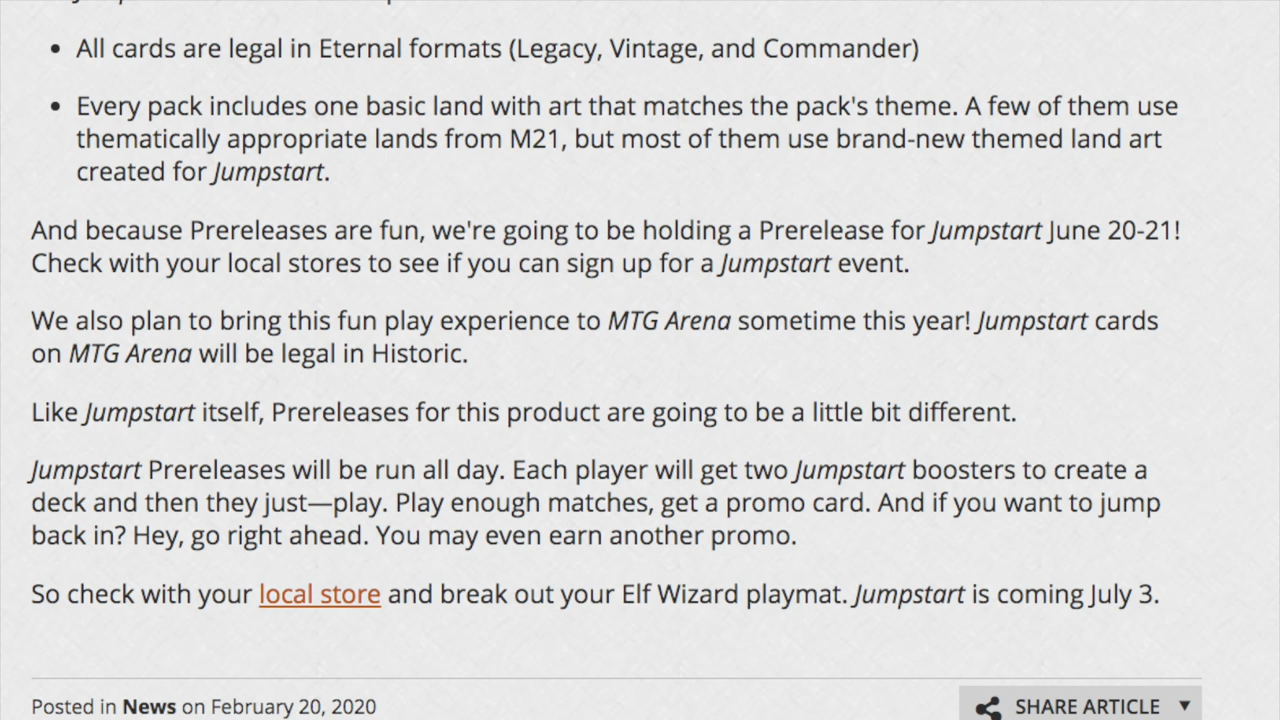 • All cards are legal in Eternal formats (Legacy, Vintage, and Commander)
• Every pack includes one basic land with art that matches the pack's theme. A few of them use
thematically appropriate lands from M21, but most of them use brand-new themed land art
created for Jumpstart.
And because Prereleases are fun, we're going to be holding a Prerelease for Jumpstart June 20-21!
Check with your local stores to see if you can sign up for a Jumpstart event.
We also plan to bring this fun play experience to MTG Arena sometime this year! Jumpstart cards
on MTG Arena will be legal in Historic.
Like Jumpstart itself, Prereleases for this product are going to be a little bit different.
Jumpstart Prereleases will be run all day. Each player will get two Jumpstart boosters to create a
deck and then they just—play. Play enough matches, get a promo card. And if you want to jump
back in? Hey, go right ahead. You may even earn another promo.
So check with your local store and break out your Elf Wizard playmat. Jumpstart is coming July 3.
Posted in News on February 20, 2020
SHARE ARTICLE